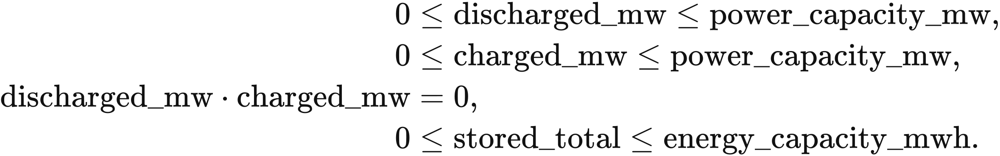 0 ≤ discharged_mw ≤ power_capacity_mw,
0 ≤ charged_mw ≤ power_capacity_mw,
discharged_mw · charged_mw = 0,
0 ≤ stored_total ≤ energy_capacity_mwh.